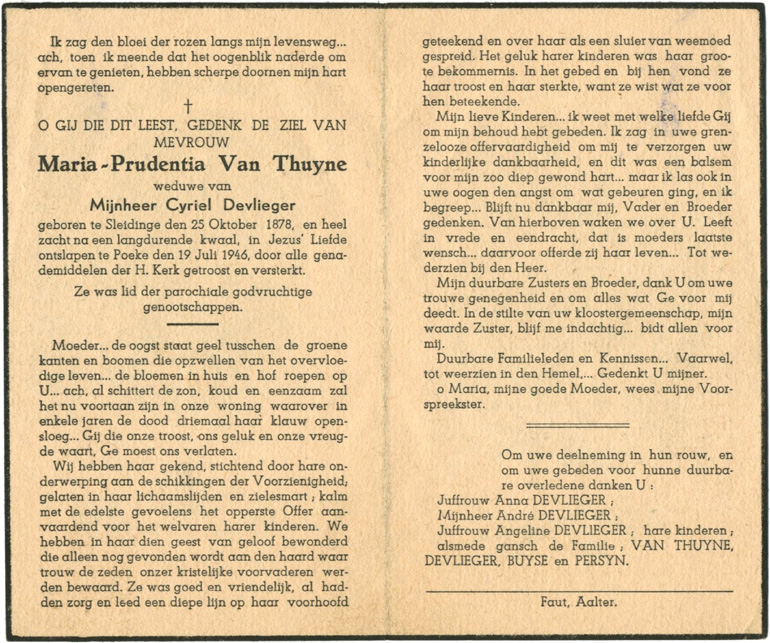 Ik zag den bloei der rozen langs mijn levensweg...
ach, toen ik meende dat het oogenblik naderde om
ervan te genieten, hebben scherpe doornen mijn hart
opengereten.
†
O GIJ DIE DIT LEEST, GEDENK DE ZIEL VAN
MEVROUW
Maria-Prudentia Van Thuyne
weduwe van
Mijnheer Cyriel Devlieger
geboren te Sleidinge den 25 Oktober 1878, en heel
zacht na een langdurende kwaal, in Jezus' Liefde
ontslapen te Poeke den 19 Juli 1946, door alle gena-
demiddelen der H. Kerk getroost en versterkt.
Ze was lid der parochiale godvruchtige
genootschappen.
Moeder... de oogst staat geel tusschen de groene
kanten en boomen die opzwellen van het overvloe-
dige leven... de bloemen in huis en hof roepen op
U... ach, al schittert de zon, koud en eenzaam zal
het nu voortaan zijn in onze woning waarover in
enkele jaren de dood driemaal haar klauw open-
sloeg... Gij die onze troost, ons geluk en onze vreug-
de waart, Ge moest ons verlaten.
Wij hebben haar gekend, stichtend door hare on-
derwerping aan de schikkingen der Voorzienigheid;
gelaten in haar lichaamslijden en zielesmart; kalm
met de edelste gevoelens het opperste Offer aan-
vaardend voor het welvaren harer kinderen. We
hebben in haar dien geest van geloof bewonderd
die alleen nog gevonden wordt aan den haard waar
trouw de zeden onzer kristelijke voorvaderen wer-
den bewaard. Ze was goed en vriendelijk, al had-
den zorg en leed een diepe lijn op haar voorhoofd
geteekend en over haar als een sluier van weemoed
gespreid. Het geluk harer kinderen was haar groo-
te bekommernis. In het gebed en bij hen vond ze
haar troost en haar sterkte, want ze wist wat ze voor
hen beteekende.
Mijn lieve Kinderen... ik weet met welke liefde Gij
om mijn behoud hebt gebeden. Ik zag in uwe gren-
zelooze offervaardigheid om mij te verzorgen uw
kinderlijke dankbaarheid, en dit was een balsem
voor mijn zoo diep gewond hart... maar ik las ook in
uwe oogen den angst om wat gebeuren ging, en ik
begreep... Blijft nu dankbaar mij, Vader en Broeder
gedenken. Van hierboven waken we over U. Leeft
in vrede en eendracht, dat is moeders laatste
wensch... daarvoor offerde zij haar leven... Tot we-
derzien bij den Heer.
Mijn duurbare Zusters en Broeder, dank U om uwe
trouwe genegenheid en om alles wat Ge voor mij
deedt. In de stilte van uw kloostergemeenschap, mijn
waarde Zuster, blijf me indachtig... bidt allen voor
mij.
Duurbare Familieleden en Kennissen... Vaarwel,
tot weerzien in den Hemel,... Gedenkt U mijner.
o Maria, mijne goede Moeder, wees mijne Voor-
spreekster.
Om uwe deelneming in hun rouw, en
om uwe gebeden voor hunne duurba-
re overledene danken U :
Juffrouw Anna DEVLIEGER ;
Mijnheer André DEVLIEGER ;
Juffrouw Angeline DEVLIEGER ; hare kinderen ;
alsmede gansch de Familie ; VAN THUYNE,
DEVLIEGER, BUYSE en PERSYN.
Faut, Aalter.